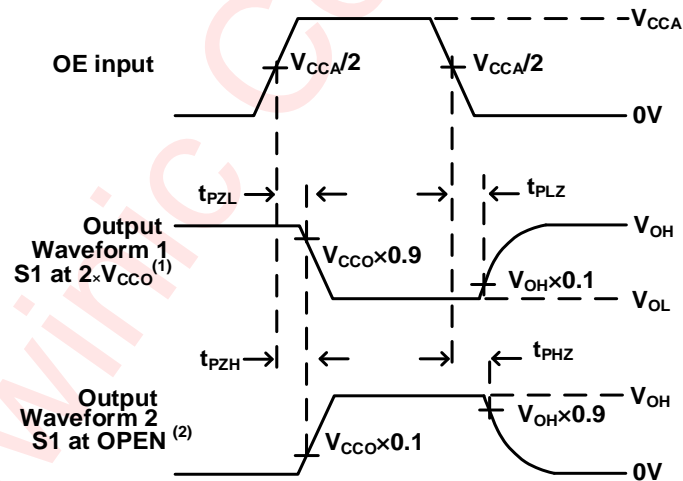 V_CCA
OE input
V_CCA/2
V_CCA/2
0V
t_PZL
t_PLZ
Output
Waveform 1
S1 at 2×V_CCO(1)
V_CCO×0.9
V_OH×0.1
V_OH
V_OL
t_PZH
t_PHZ
Output
Waveform 2
S1 at OPEN (2)
V_CCO×0.1
V_OH×0.9
V_OH
0V
winic Co